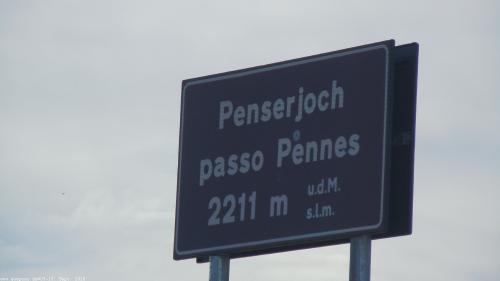 Penserjoch
passo Pennes
2211 m u.d.M.
s.l.m.